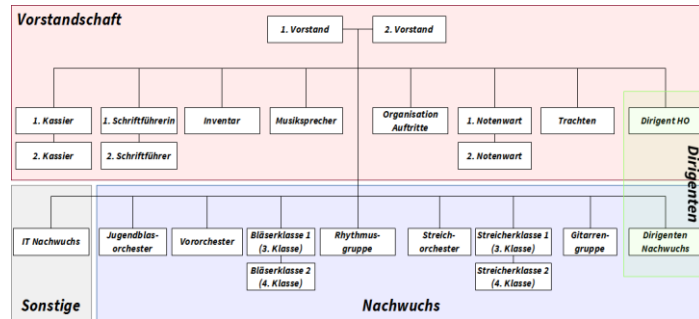 Vorstandschaft
1. Vorstand
2. Vorstand
1. Kassier
1. Schriftführerin
Inventar
Musiksprecher
Organisation
Auftritte
1. Notenwart
Trachten
Dirigent HO
2. Kassier
2. Schriftführer
2. Notenwart
Dirigenten
IT Nachwuchs
Jugendblas-
orchester
Vororchester
Bläserklasse 1
(3. Klasse)
Rhythmus-
gruppe
Streich-
orchester
Streicherklasse 1
(3. Klasse)
Gitarren-
gruppe
Dirigenten
Nachwuchs
Bläserklasse 2
(4. Klasse)
Streicherklasse 2
(4. Klasse)
Sonstige
Nachwuchs